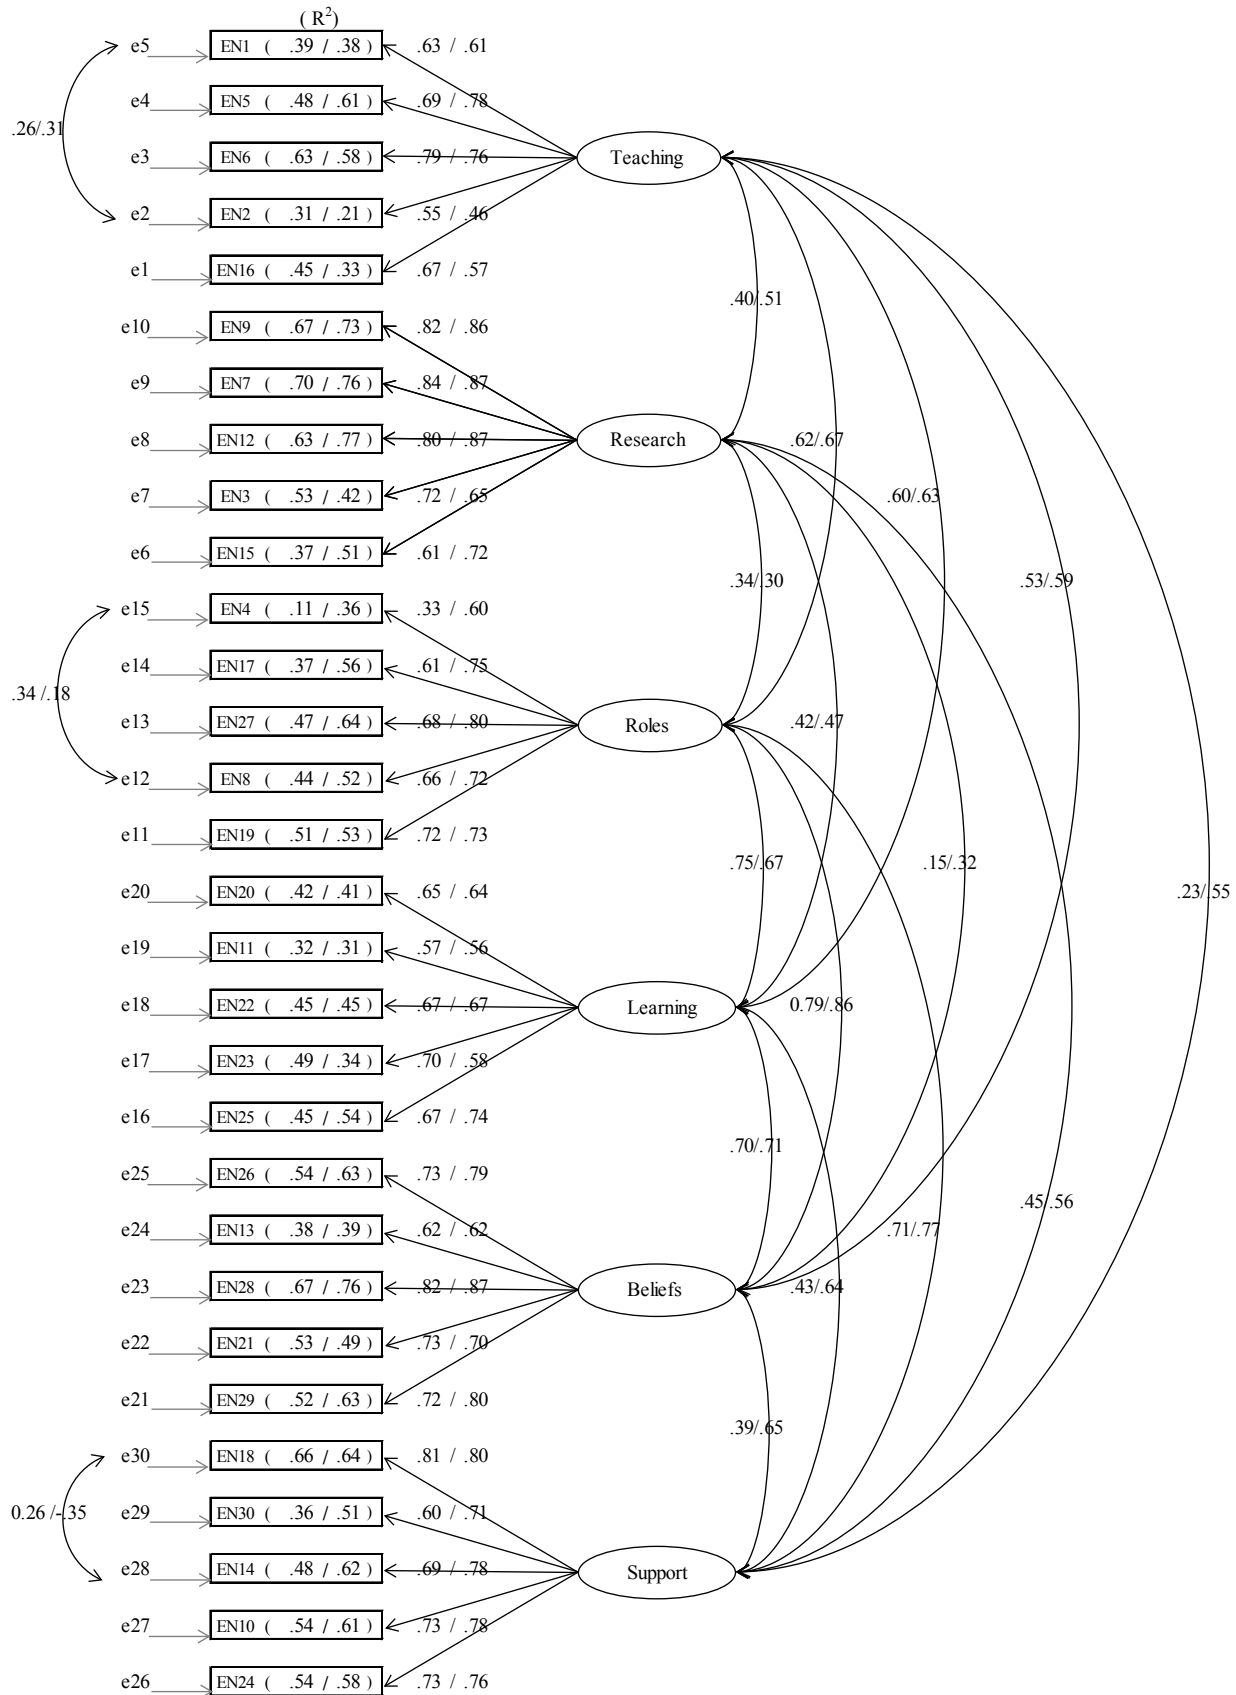 ( R²)
e5 EN1 ( .39 / .38 ) .63 / .61
e4 EN5 ( .48 / .61 ) .69 / .78
.26/.31
e3 EN6 ( .63 / .58 ) .79 / .76 Teaching
e2 EN2 ( .31 / .21 ) .55 / .46
e1 EN16 ( .45 / .33 ) .67 / .57
.40/.51
e10 EN9 ( .67 / .73 ) .82 / .86
e9 EN7 ( .70 / .76 ) .84 / .87
e8 EN12 ( .63 / .77 ) .80 / .87 Research .62/.67
e7 EN3 ( .53 / .42 ) .72 / .65 .60/.63
e6 EN15 ( .37 / .51 ) .61 / .72
.34/.30 .53/.59
e15 EN4 ( .11 / .36 ) .33 / .60
e14 EN17 ( .37 / .56 ) .61 / .75
.34 /.18
e13 EN27 ( .47 / .64 ) .68 / .80 Roles .42/.47
e12 EN8 ( .44 / .52 ) .66 / .72
e11 EN19 ( .51 / .53 ) .72 / .73
.75/.67 .15/.32
e20 EN20 ( .42 / .41 ) .65 / .64 .23/.55
e19 EN11 ( .32 / .31 ) .57 / .56
e18 EN22 ( .45 / .45 ) .67 / .67 Learning 0.79/.86
e17 EN23 ( .49 / .34 ) .70 / .58
e16 EN25 ( .45 / .54 ) .67 / .74
.70/.71
e25 EN26 ( .54 / .63 ) .73 / .79
.45/.56
e24 EN13 ( .38 / .39 ) .62 / .62 .71/.77
e23 EN28 ( .67 / .76 ) .82 / .87 Beliefs .43/.64
e22 EN21 ( .53 / .49 ) .73 / .70
e21 EN29 ( .52 / .63 ) .72 / .80
.39/.65
e30 EN18 ( .66 / .64 ) .81 / .80
0.26 /-.35 e29 EN30 ( .36 / .51 ) .60 / .71
e28 EN14 ( .48 / .62 ) .69 / .78 Support
e27 EN10 ( .54 / .61 ) .73 / .78
e26 EN24 ( .54 / .58 ) .73 / .76